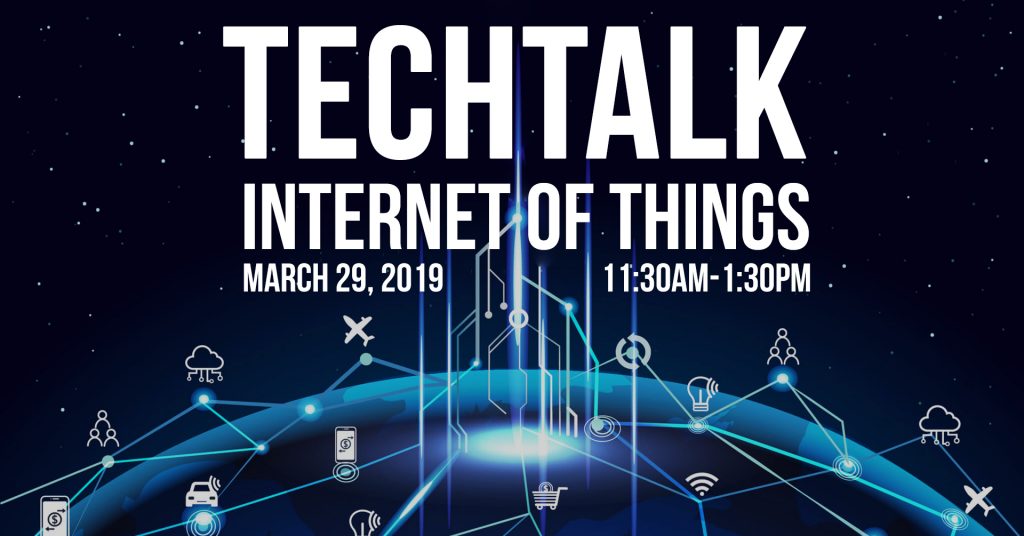 TECHTALK
INTERNET OF THINGS
MARCH 29, 2019 11:30AM-1:30PM
$
$
$